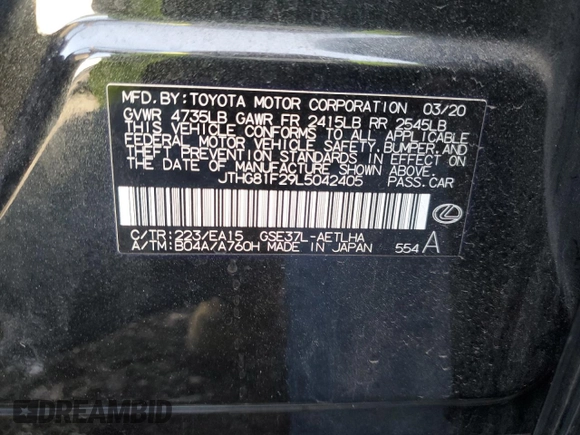 MFD.BY:TOYOTA MOTOR CORPORATION 03/20
GVWR 4735LB GAWR FR 2415LB RR 2545LB
THIS VEHICLE CONFORMS TO ALL APPLICABLE
FEDERAL MOTOR VEHICLE SAFETY,BUMPER,AND
THEFT PREVENTION STANDARDS IN EFFECT ON
THE DATE OF MANUFACTURE SHOWN ABOVE.
JTHG81F29L5042405 PASS.CAR
C/TR:223/EA15 GSE37L-AETLHA
A/TM:B04A/A760H MADE IN JAPAN 554 A
DREAMBID